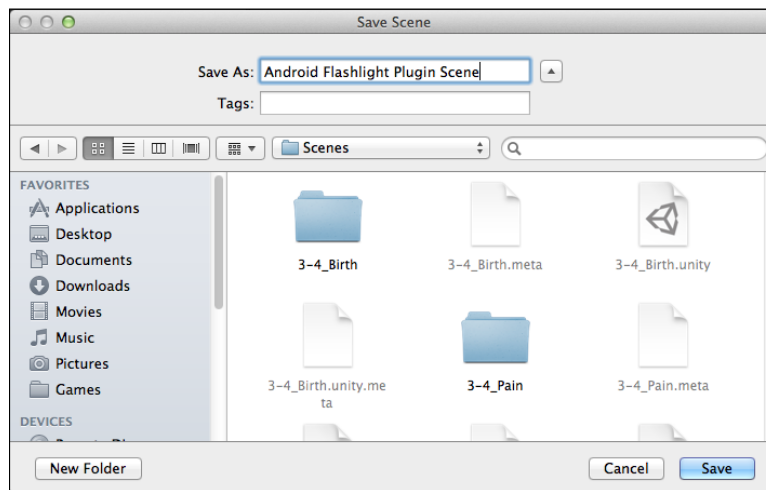 Save Scene
Save As: Android Flashlight Plugin Scene
Tags:
Scenes
FAVORITES
Applications
Desktop
Documents
Downloads
Movies
Music
Pictures
Games
DEVICES
3-4_Birth
3-4_Birth.meta
3-4_Birth.unity
3-4_Birth.unity.me
ta
3-4_Pain
3-4_Pain.meta
New Folder
Cancel
Save